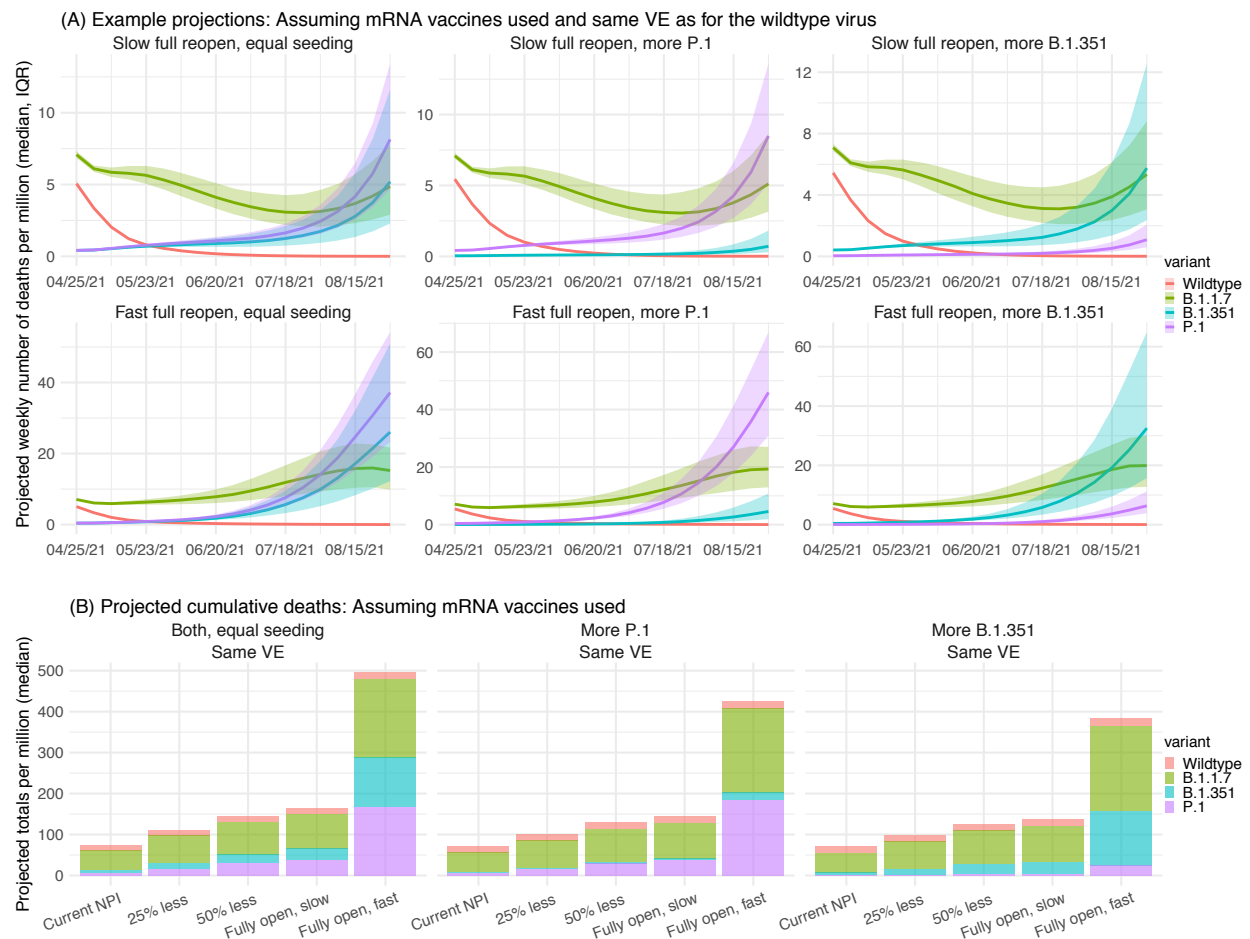 (A) Example projections: Assuming mRNA vaccines used and same VE as for the wildtype virus
Projected weekly number of deaths per million (median, IQR)
Slow full reopen, equal seeding
10
5
0
04/25/21 05/23/21 06/20/21 07/18/21 08/15/21
Slow full reopen, more P.1
10
5
0
04/25/21 05/23/21 06/20/21 07/18/21 08/15/21
Slow full reopen, more B.1.351
12
8
4
0
04/25/21 05/23/21 06/20/21 07/18/21 08/15/21
Fast full reopen, equal seeding
40
20
0
04/25/21 05/23/21 06/20/21 07/18/21 08/15/21
Fast full reopen, more P.1
60
40
20
0
04/25/21 05/23/21 06/20/21 07/18/21 08/15/21
Fast full reopen, more B.1.351
60
40
20
0
04/25/21 05/23/21 06/20/21 07/18/21 08/15/21
variant
Wildtype
B.1.1.7
B.1.351
P.1
(B) Projected cumulative deaths: Assuming mRNA vaccines used
Projected totals per million (median)
Both, equal seeding
Same VE
500
400
300
200
100
0
Current NPI 25% less 50% less Fully open, slow Fully open, fast
More P.1
Same VE
Current NPI 25% less 50% less Fully open, slow Fully open, fast
More B.1.351
Same VE
Current NPI 25% less 50% less Fully open, slow Fully open, fast
variant
Wildtype
B.1.1.7
B.1.351
P.1